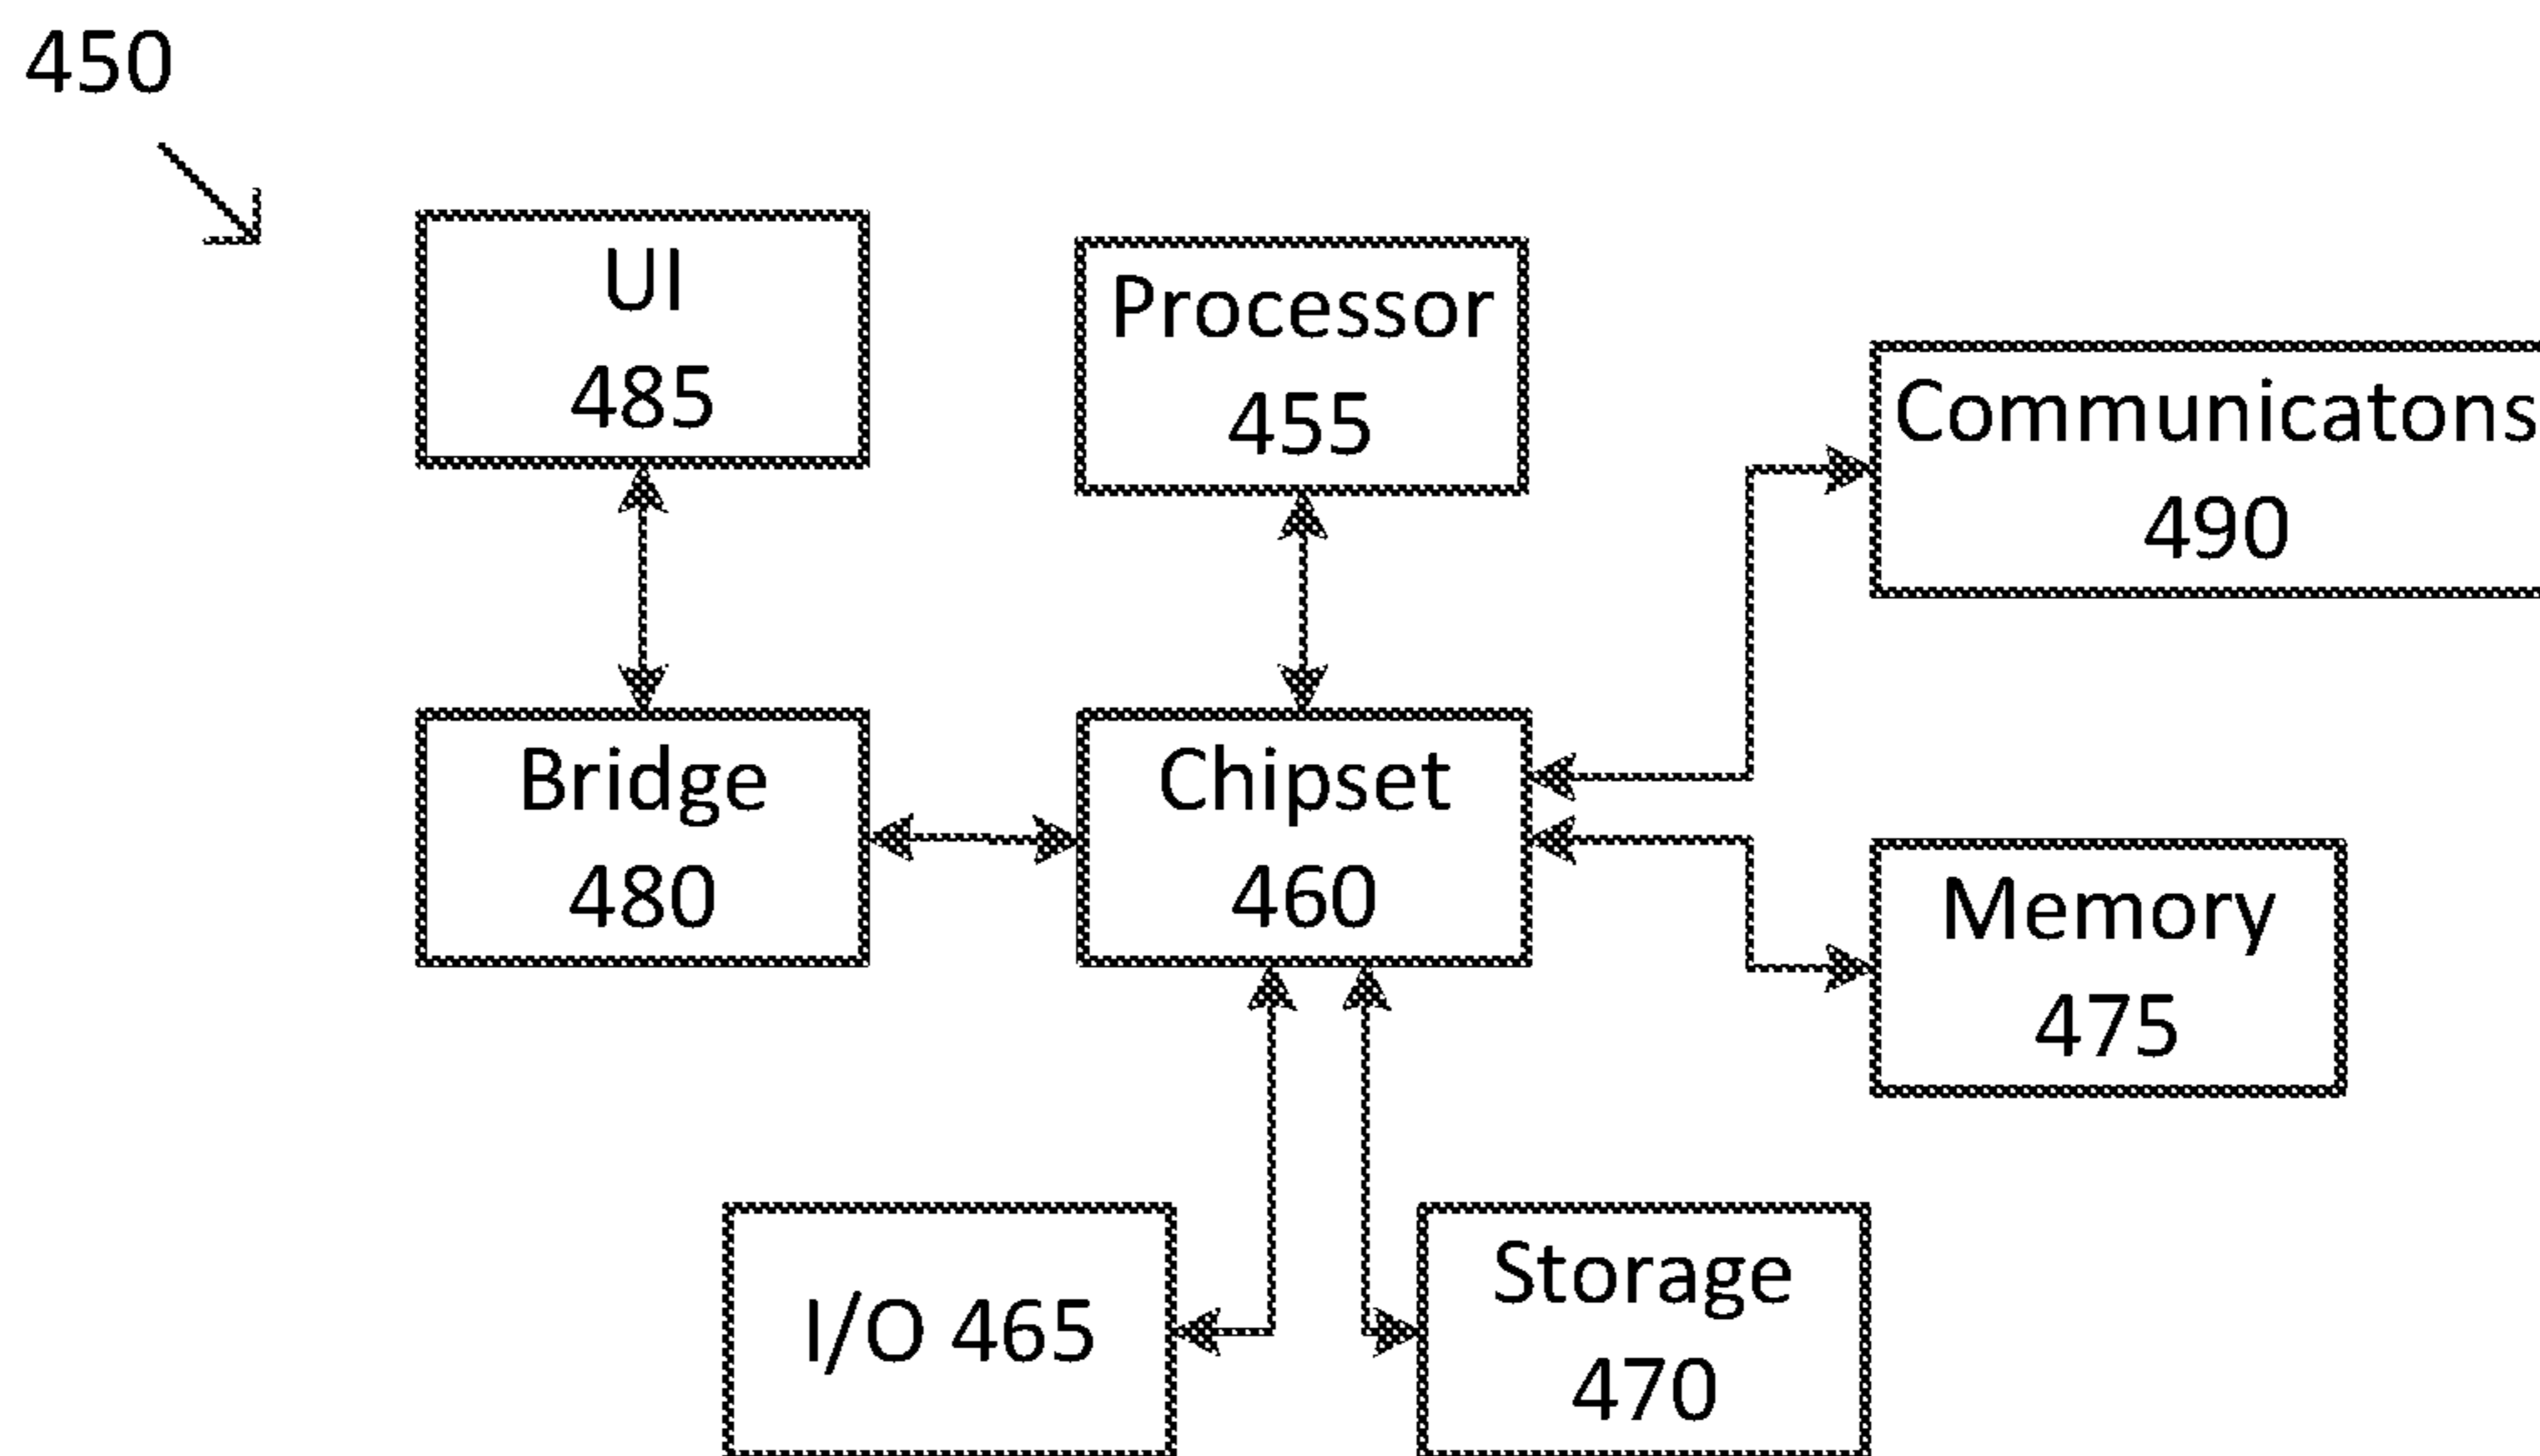 450
UI
485
Processor
455
Communicatons
490
Bridge
480
Chipset
460
Memory
475
I/O 465
Storage
470